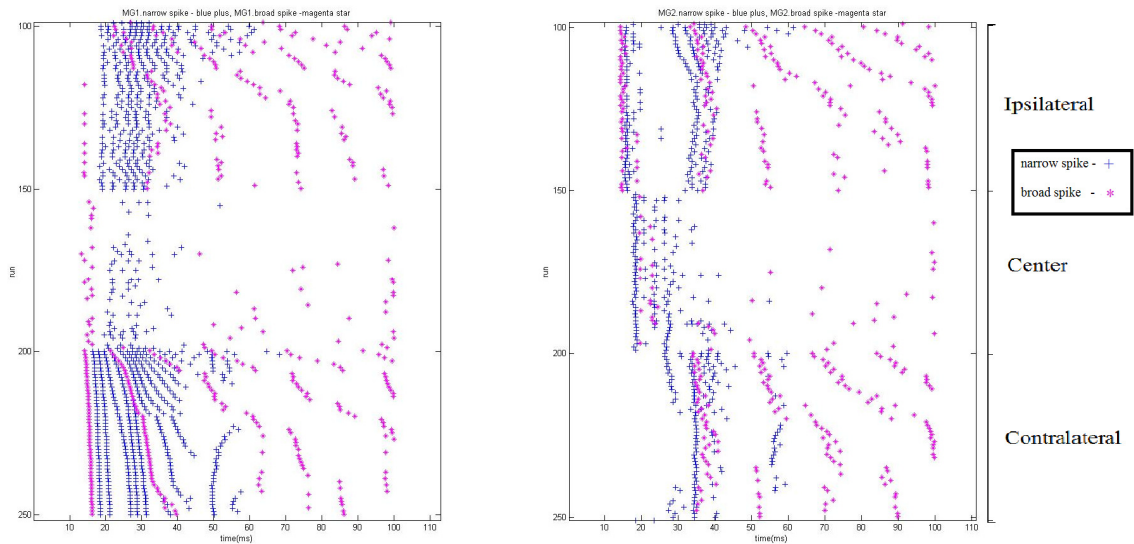 MG1.narrow spike - blue plus, MG1.broad spike -magenta star
100
150
200
250
run
10 20 30 40 50 60 70 80 90 100 110
time(ms)
MG2.narrow spike - blue plus, MG2.broad spike -magenta star
100
150
200
250
run
10 20 30 40 50 60 70 80 90 100 110
time(ms)
Ipsilateral
narrow spike - +
broad spike - *
Center
Contralateral